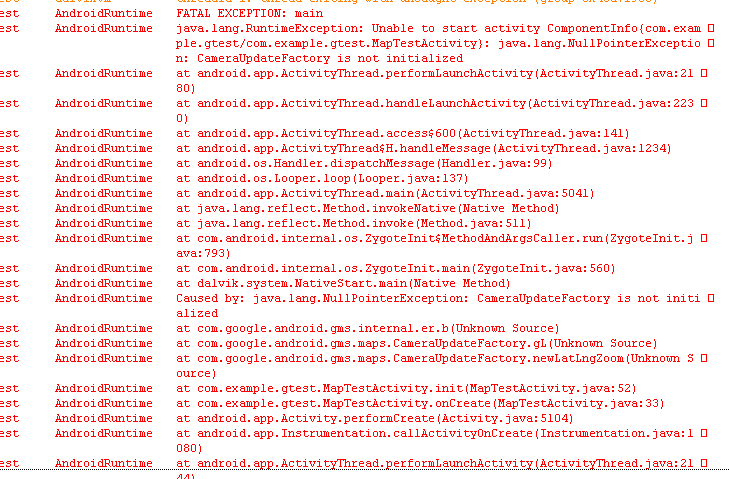 est AndroidRuntime FATAL EXCEPTION: main
est AndroidRuntime java.lang.RuntimeException: Unable to start activity ComponentInfo{com.exam
ple.gtest/com.example.gtest.MapTestActivity}: java.lang.NullPointerExceptio
n: CameraUpdateFactory is not initialized
est AndroidRuntime at android.app.ActivityThread.performLaunchActivity(ActivityThread.java:21
80)
est AndroidRuntime at android.app.ActivityThread.handleLaunchActivity(ActivityThread.java:223
0)
est AndroidRuntime at android.app.ActivityThread.access$600(ActivityThread.java:141)
est AndroidRuntime at android.app.ActivityThread$H.handleMessage(ActivityThread.java:1234)
est AndroidRuntime at android.os.Handler.dispatchMessage(Handler.java:99)
est AndroidRuntime at android.os.Looper.loop(Looper.java:137)
est AndroidRuntime at android.app.ActivityThread.main(ActivityThread.java:5041)
est AndroidRuntime at java.lang.reflect.Method.invokeNative(Native Method)
est AndroidRuntime at java.lang.reflect.Method.invoke(Method.java:511)
est AndroidRuntime at com.android.internal.os.ZygoteInit$MethodAndArgsCaller.run(ZygoteInit.j
ava:793)
est AndroidRuntime at com.android.internal.os.ZygoteInit.main(ZygoteInit.java:560)
est AndroidRuntime at dalvik.system.NativeStart.main(Native Method)
est AndroidRuntime Caused by: java.lang.NullPointerException: CameraUpdateFactory is not initi
alized
est AndroidRuntime at com.google.android.gms.internal.er.b(Unknown Source)
est AndroidRuntime at com.google.android.gms.maps.CameraUpdateFactory.gL(Unknown Source)
est AndroidRuntime at com.google.android.gms.maps.CameraUpdateFactory.newLatLngZoom(Unknown S
ource)
est AndroidRuntime at com.example.gtest.MapTestActivity.init(MapTestActivity.java:52)
est AndroidRuntime at com.example.gtest.MapTestActivity.onCreate(MapTestActivity.java:33)
est AndroidRuntime at android.app.Activity.performCreate(Activity.java:5104)
est AndroidRuntime at android.app.Instrumentation.callActivityOnCreate(Instrumentation.java:1
080)
est AndroidRuntime at android.app.ActivityThread.performLaunchActivity(ActivityThread.java:21